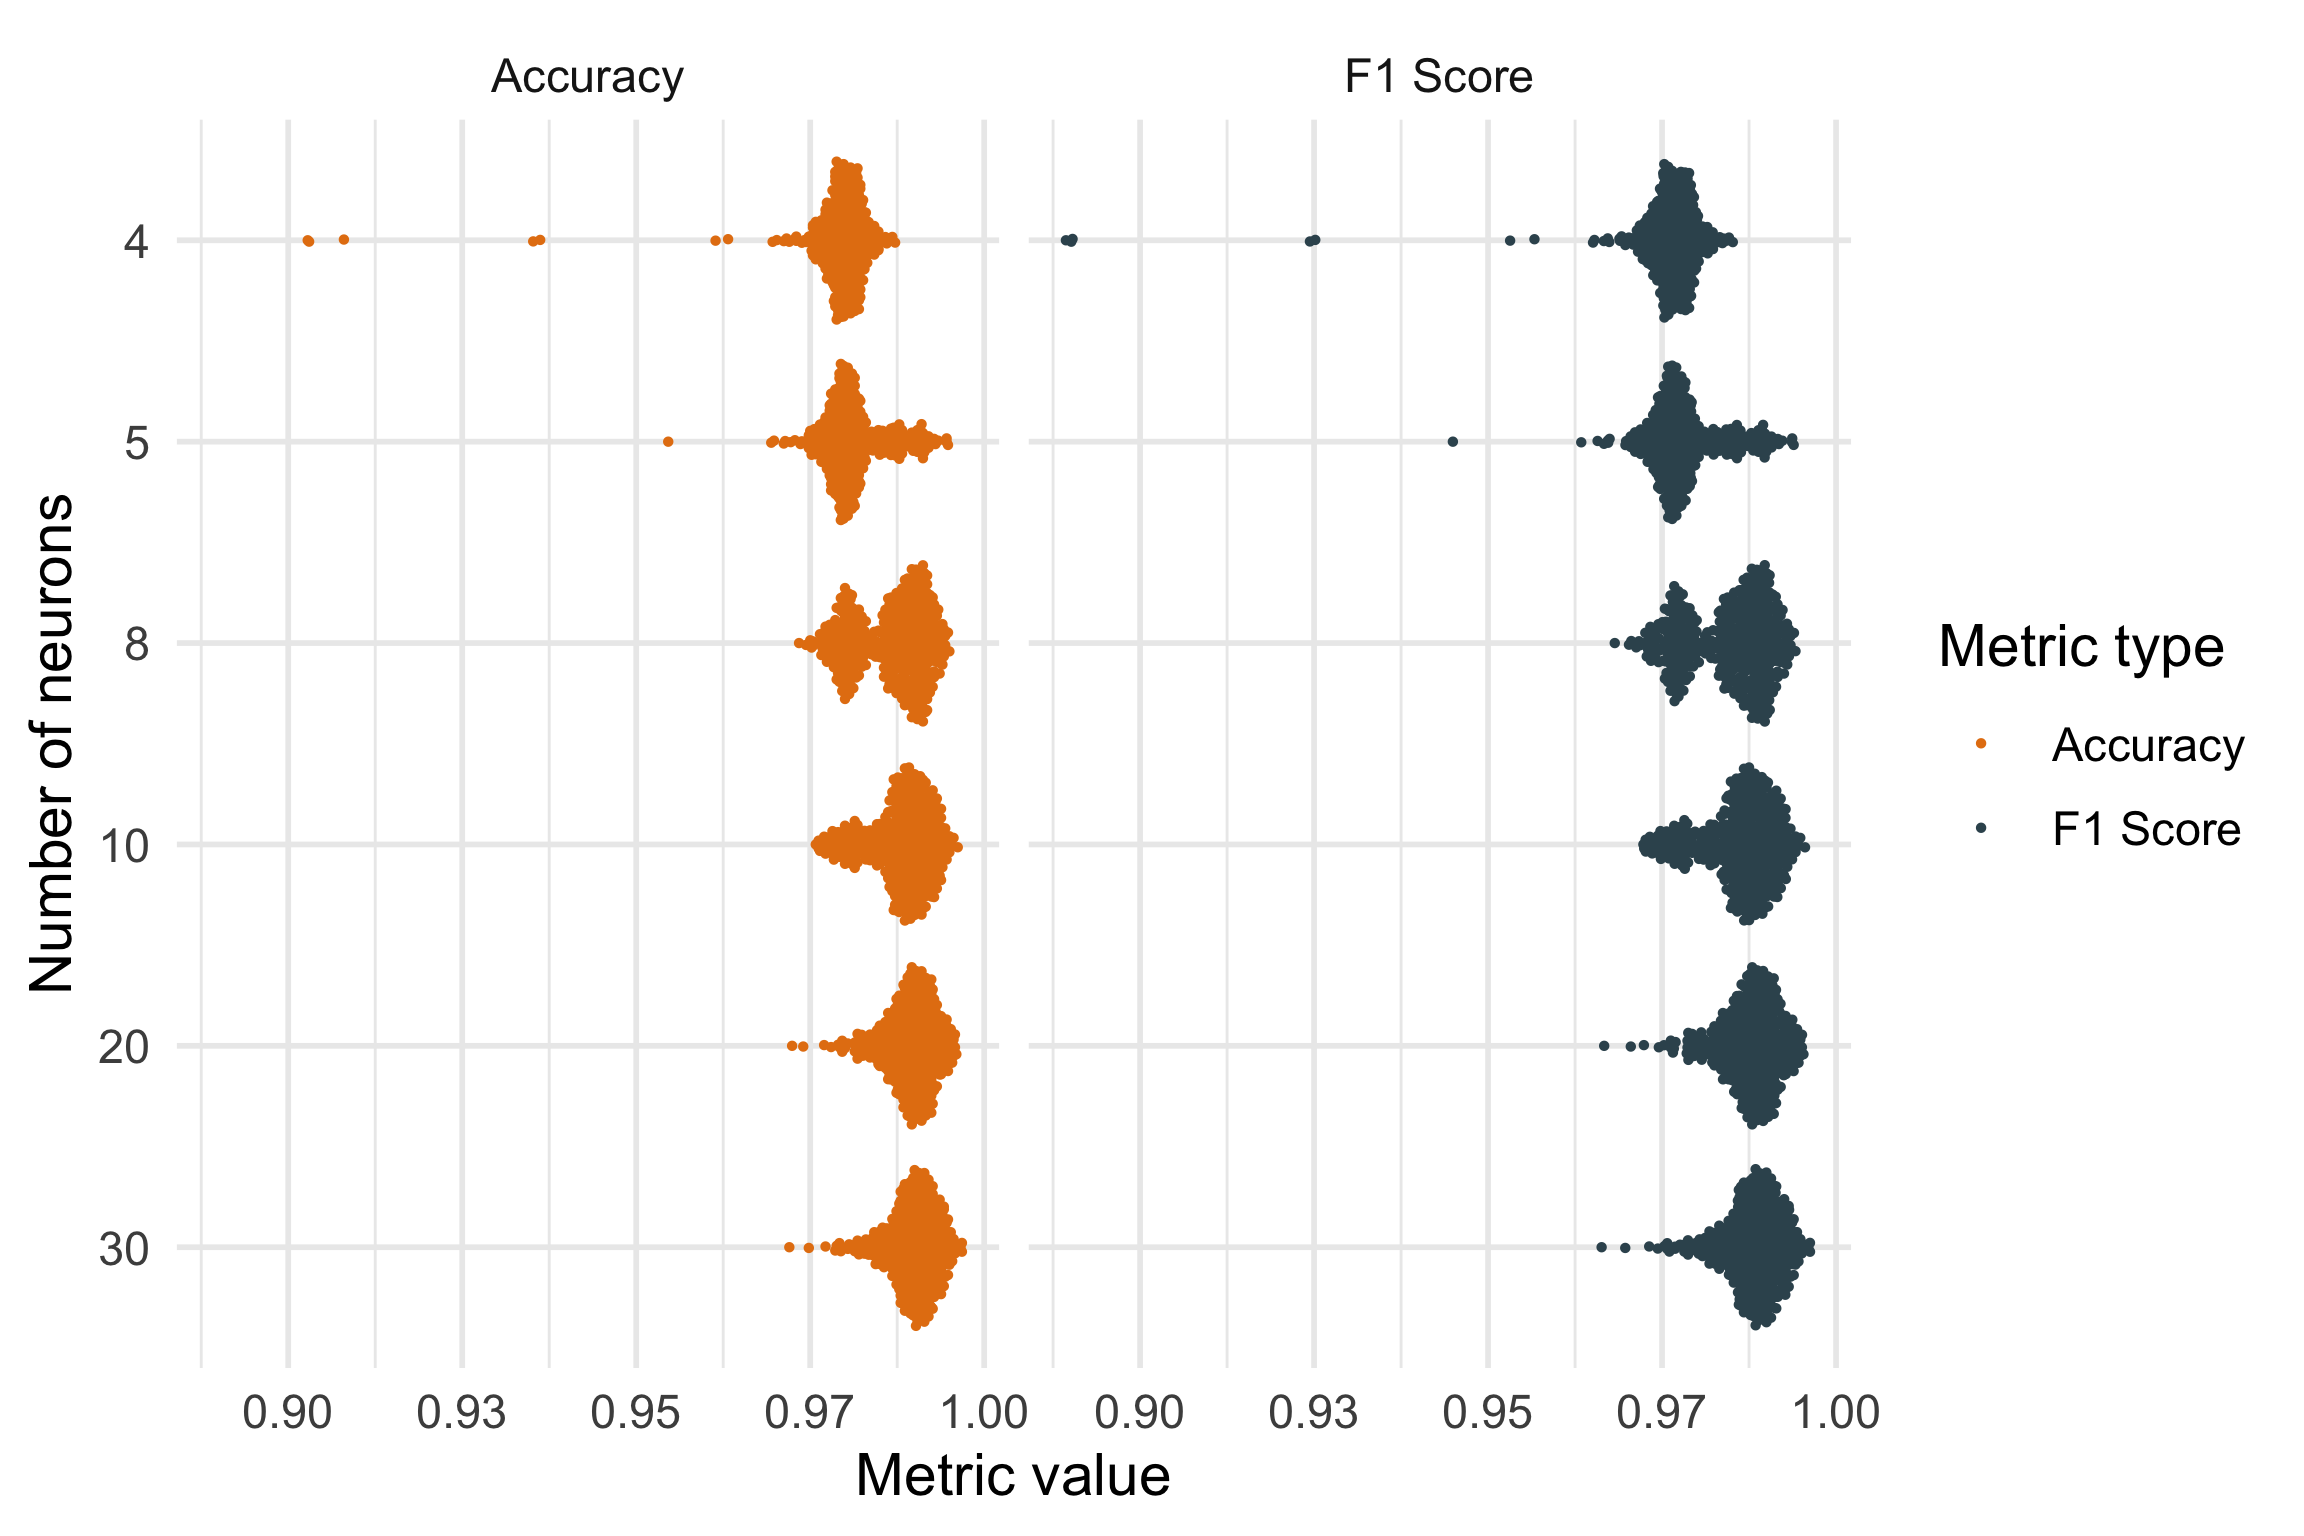 Accuracy
F1 Score
Number of neurons
4
5
8
10
20
30
0.90 0.93 0.95 0.97 1.00
0.90 0.93 0.95 0.97 1.00
Metric value
Metric type
Accuracy
F1 Score